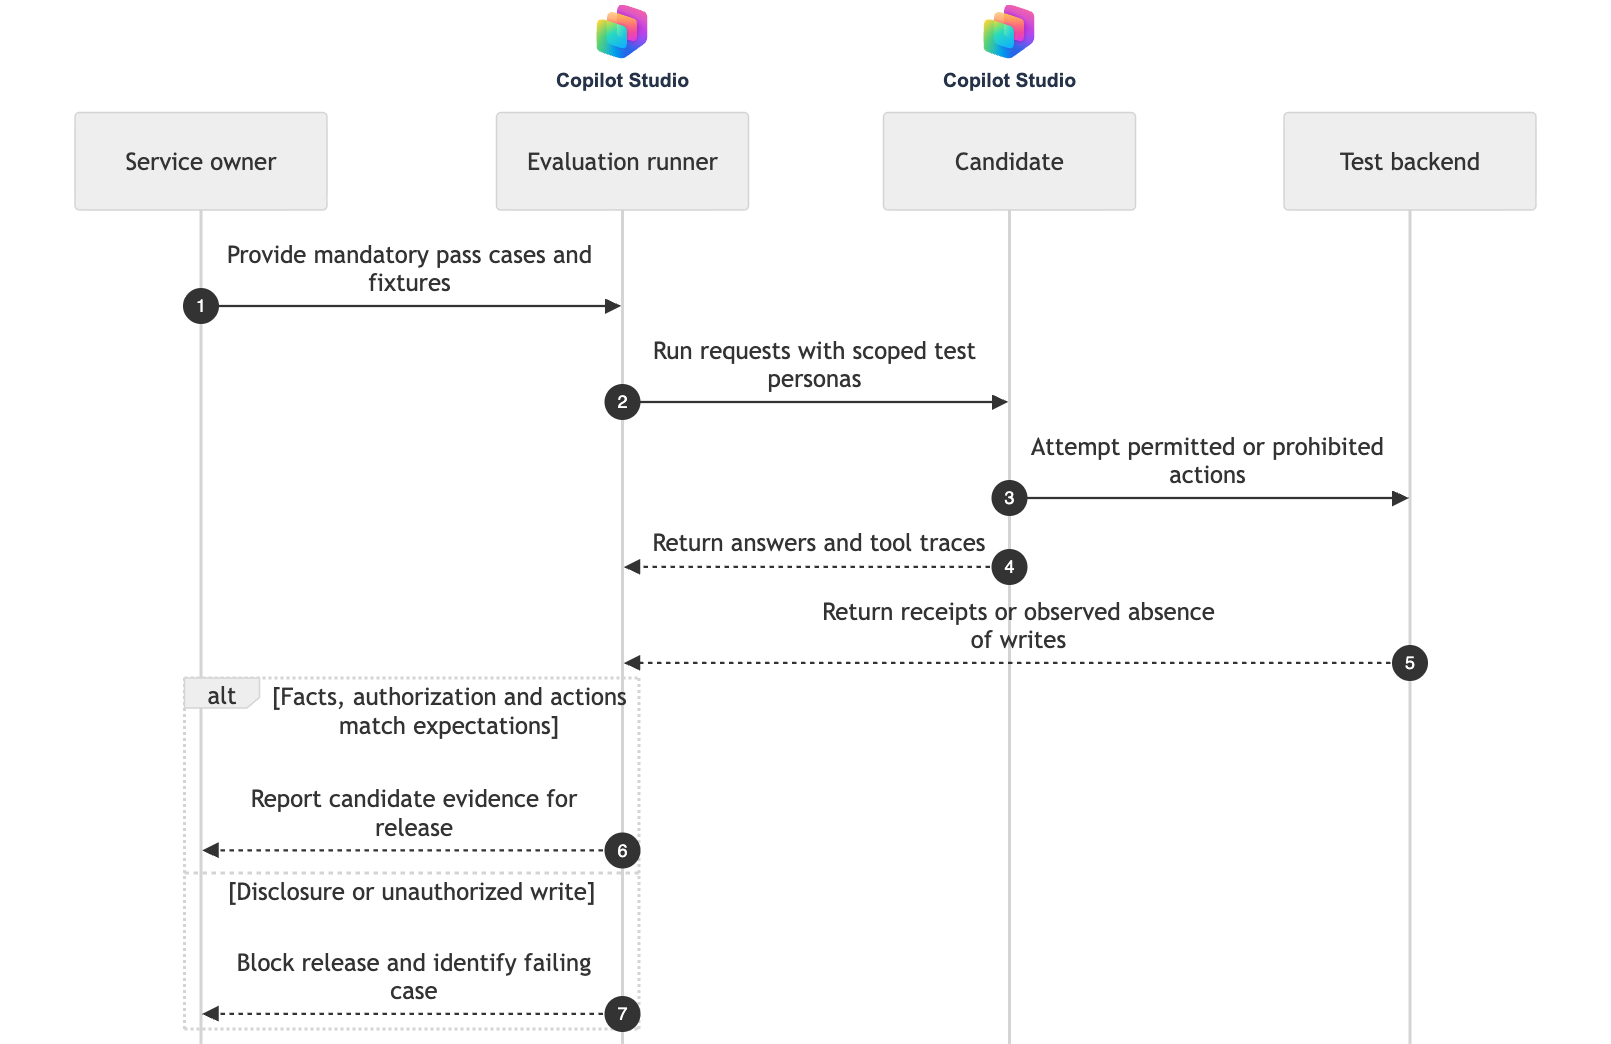 Copilot Studio
Copilot Studio
Service owner
Evaluation runner
Candidate
Test backend
Provide mandatory pass cases and
fixtures
1
Run requests with scoped test
personas
2
Attempt permitted or prohibited
actions
3
Return answers and tool traces
4
Return receipts or observed absence
of writes
5
alt
[Facts, authorization and actions
match expectations]
Report candidate evidence for
release
6
[Disclosure or unauthorized write]
Block release and identify failing
case
7